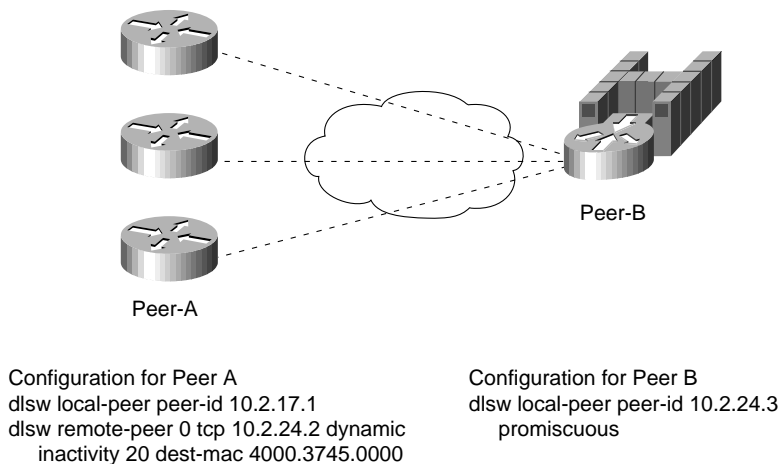 Peer-B
Peer-A
Configuration for Peer A
dlsw local-peer peer-id 10.2.17.1
dlsw remote-peer 0 tcp 10.2.24.2 dynamic
inactivity 20 dest-mac 4000.3745.0000
Configuration for Peer B
dlsw local-peer peer-id 10.2.24.3
promiscuous